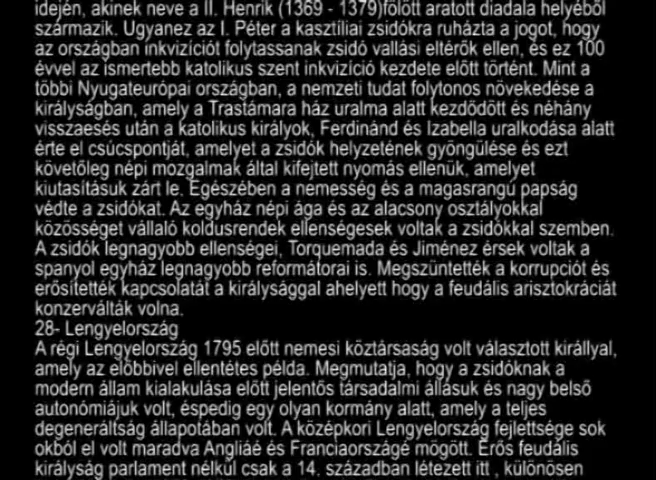 idején, akinek neve a II. Henrik (1369 - 1379)fölött aratott diadala helyéből
származik. Ugyanez az I. Péter a kasztíliai zsidókra ruházta a jogot, hogy
az országban inkvizíciót folytassanak zsidó vallási eltérők ellen, és ez 100
évvel az ismertebb katolikus szent inkvizíció kezdete előtt történt. Mint a
többi Nyugateurópai országban, a nemzeti tudat folytonos növekedése a
királyságban, amely a Trastámara ház uralma alatt kezdődött és néhány
visszaesés után a katolikus királyok, Ferdinánd és Izabella uralkodása alatt
érte el csúcspontját, amelyet a zsidók helyzetének gyöngülése és ezt
követőleg népi mozgalmak által kifejtett nyomás ellenük, amelyet
kiutasításuk zárt le. Egészében a nemesség és a magasrangú papság
védte a zsidókat. Az egyház népi ága és az alacsony osztályokkal
közösséget vállaló koldusrendek ellenségesek voltak a zsidókkal szemben.
A zsidók legnagyobb ellenségei, Torquemada és Jiménez érsek voltak a
spanyol egyház legnagyobb reformátorai is. Megszüntették a korrupciót és
erősítették kapcsolatát a királysággal ahelyett hogy a feudális arisztokráciát
konzerválták volna.
28- Lengyelország
A régi Lengyelország 1795 előtt nemesi köztársaság volt választott királlyal,
amely az előbbivel ellentétes példa. Megmutatja, hogy a zsidóknak a
modern állam kialakulása előtt jelentős társadalmi állásuk és nagy belső
autonómiájuk volt, éspedig egy olyan kormány alatt, amely a teljes
degeneráltság állapotában volt. A középkori Lengyelország fejlettsége sok
okból el volt maradva Angliáé és Franciaországé mögött. Erős feudális
királyság parlament nélkül csak a 14. században létezett itt , különösen